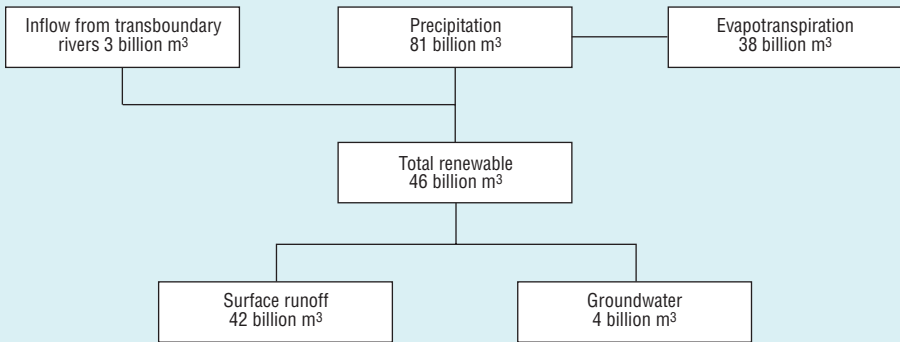 Inflow from transboundary
rivers 3 billion m³
Precipitation
81 billion m³
Evapotranspiration
38 billion m³
Total renewable
46 billion m³
Surface runoff
42 billion m³
Groundwater
4 billion m³